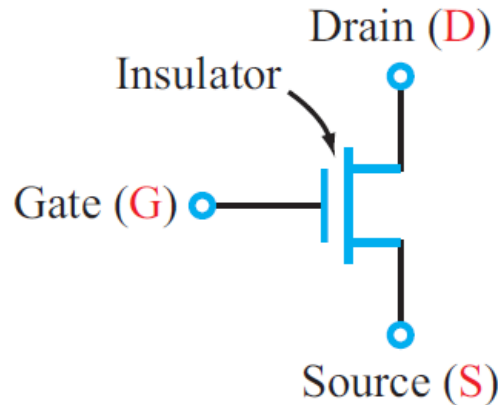 Drain (D)
Insulator
Gate (G)
Source (S)